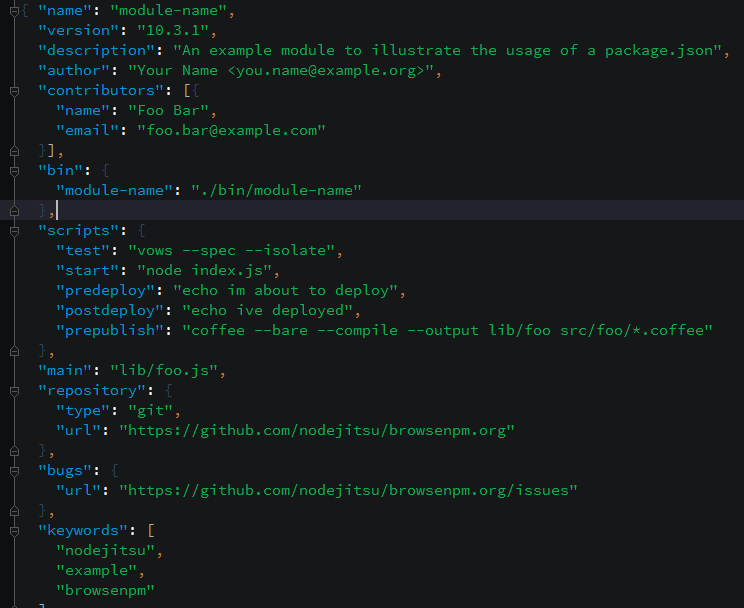 { "name": "module-name",
"version": "10.3.1",
"description": "An example module to illustrate the usage of a package.json",
"author": "Your Name <you.name@example.org>",
"contributors": [{
"name": "Foo Bar",
"email": "foo.bar@example.com"
}],
"bin": {
"module-name": "./bin/module-name"
},
"scripts": {
"test": "vows --spec --isolate",
"start": "node index.js",
"predeploy": "echo im about to deploy",
"postdeploy": "echo ive deployed",
"prepublish": "coffee --bare --compile --output lib/foo src/foo/*.coffee"
},
"main": "lib/foo.js",
"repository": {
"type": "git",
"url": "https://github.com/nodejitsu/browsenpm.org"
},
"bugs": {
"url": "https://github.com/nodejitsu/browsenpm.org/issues"
},
"keywords": [
"nodejitsu",
"example",
"browsenpm"